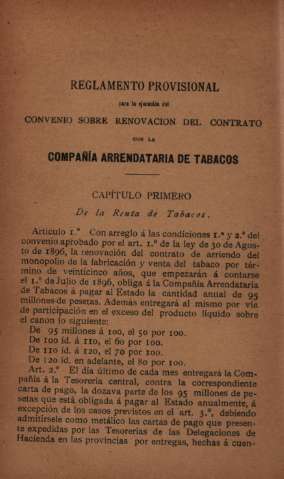 REGLAMENTO PROVISIONAL
para la ejecución del
CONVENIO SOBRE RENOVACION DEL CONTRATO
CON LA
COMPAÑÍA ARRENDATARIA DE TABACOS
CAPÍTULO PRIMERO
De la Renta de Tabacos.
Artículo 1.º Con arreglo á las condiciones 1.ª y 2.ª del
convenio aprobado por el art. 1.º de la ley de 30 de Agos-
to de 1896, la renovación del contrato de arriendo del
monopolio de la fabricación y venta del tabaco por tér-
mino de veinticinco años, que empezarán á contarse
el 1.º de Julio de 1896, obliga á la Compañía Arrendataria
de Tabacos á pagar al Estado la cantidad anual de 95
millones de pesetas. Además entregará al mismo por vía
de participación en el exceso del producto líquido sobre
el canon lo siguiente:
De 95 millones á 100, el 50 por 100.
De 100 id. á 110, el 60 por 100.
De 110 id. á 120, el 70 por 100.
De 120 id. en adelante, el 80 por 100.
Art. 2.º El día último de cada mes entregará la Com-
pañía á la Tesorería central, contra la correspondiente
carta de pago, la dozava parte de los 95 millones de pe-
setas que está obligada á pagar al Estado anualmente, á
excepción de los casos previstos en el art. 3.º, debiendo
admitírsele como metálico las cartas de pago que presen-
te expedidas por las Tesorerías de las Delegaciones de
Hacienda en las provincias por entregas, hechas á cuen-